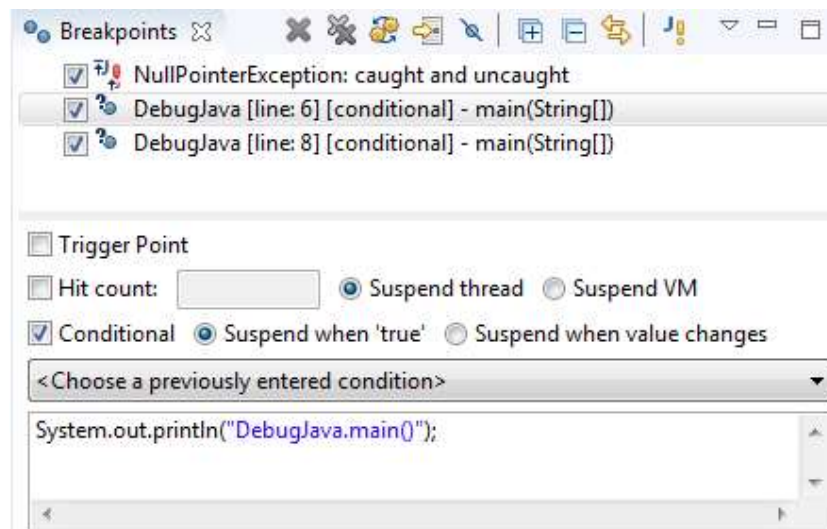 Breakpoints
NullPointerException: caught and uncaught
DebugJava [line: 6] [conditional] - main(String[])
DebugJava [line: 8] [conditional] - main(String[])
Trigger Point
Hit count: Suspend thread Suspend VM
Conditional Suspend when 'true' Suspend when value changes
<Choose a previously entered condition>
System.out.println("DebugJava.main()");